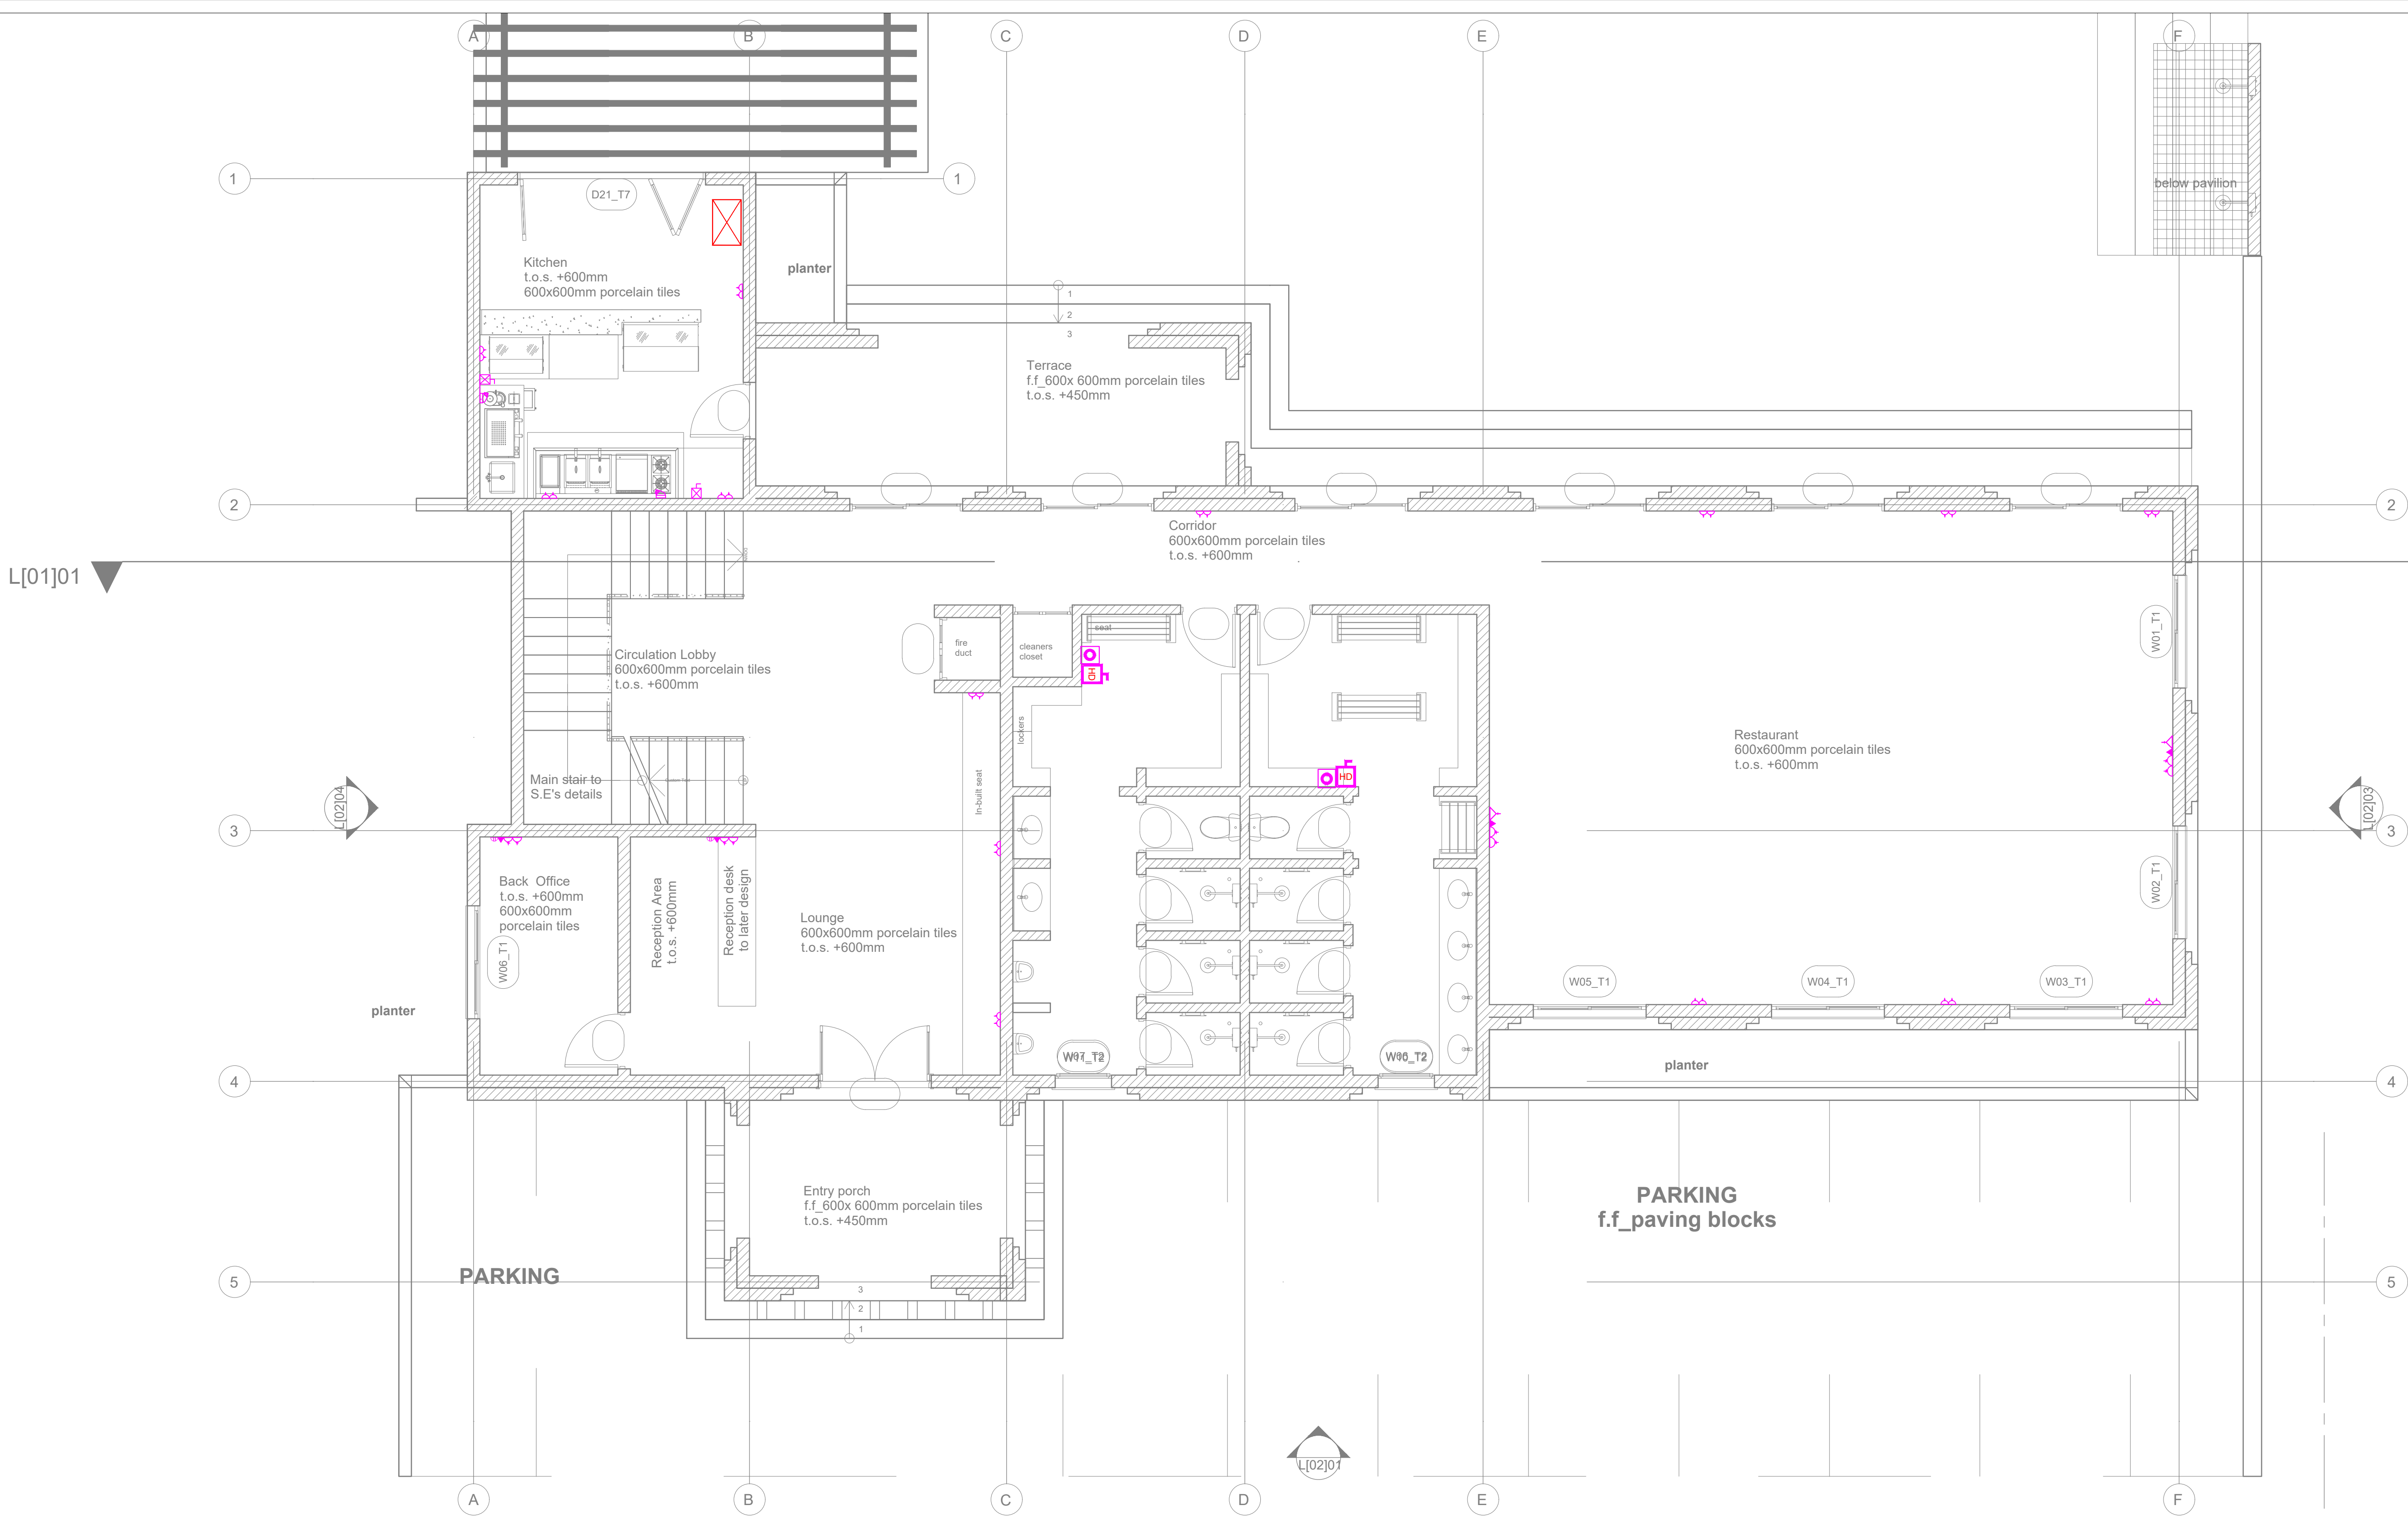 A
B
C
D
E
F
1
1
D21_T7
below pavilion
Kitchen
t.o.s. +600mm
600x600mm porcelain tiles
planter
1
2
3
Terrace
f.f_600x 600mm porcelain tiles
t.o.s. +450mm
2
2
Corridor
600x600mm porcelain tiles
t.o.s. +600mm
L[01]01
seat
fire
duct
cleaners
closet
HD
W01_T1
Circulation Lobby
600x600mm porcelain tiles
t.o.s. +600mm
lockers
Restaurant
600x600mm porcelain tiles
t.o.s. +600mm
Main stair to
S.E's details
In-built seat
HD
L[02]04
L[02]03
3
3
Back  Office
t.o.s. +600mm
600x600mm
porcelain tiles
W06_T1
Reception Area
t.o.s. +600mm
Reception desk
to later design
Lounge
600x600mm porcelain tiles
t.o.s. +600mm
W02_T1
W05_T1
W04_T1
W03_T1
planter
planter
4
4
Entry porch
f.f_600x 600mm porcelain tiles
t.o.s. +450mm
PARKING
f.f_paving blocks
PARKING
5
5
3
2
1
L[02]01
A
B
C
D
E
F